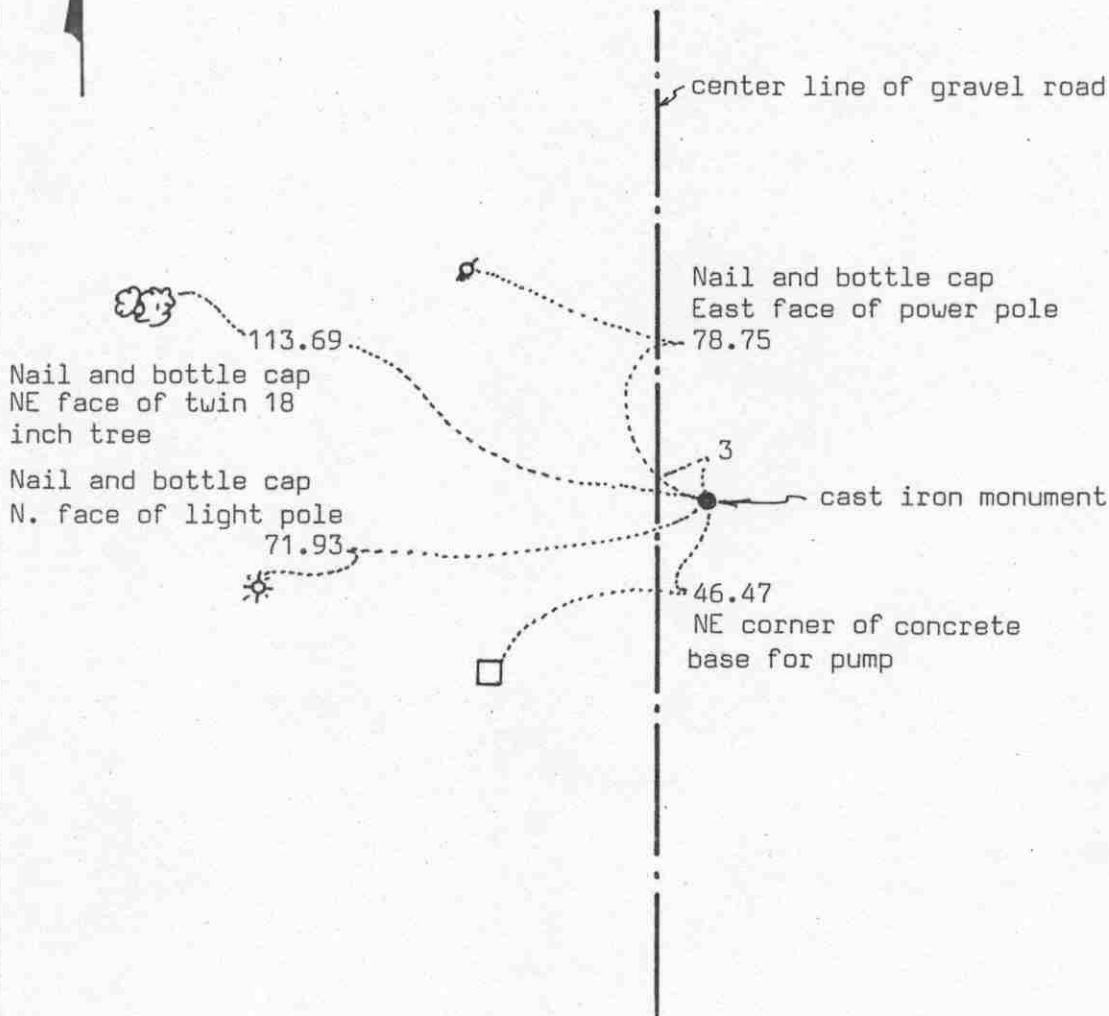 center line of gravel road
Nail and bottle cap
East face of power pole
78.75
113.69
Nail and bottle cap
NE face of twin 18
inch tree
3
cast iron monument
Nail and bottle cap
N. face of light pole
71.93
46.47
NE corner of concrete
base for pump